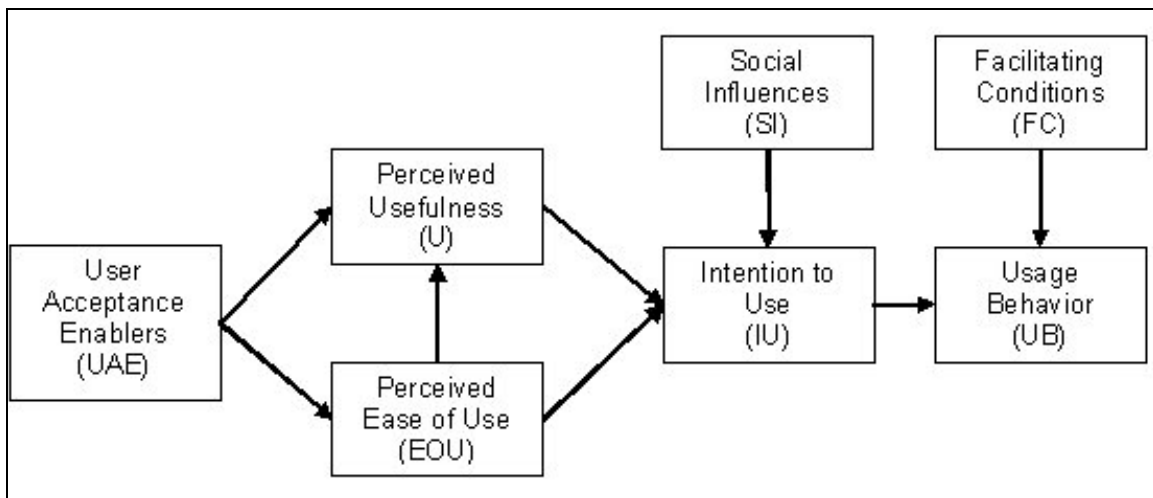 Social
Influences
(SI)
Facilitating
Conditions
(FC)
Perceived
Usefulness
(U)
User
Acceptance
Enablers
(UAE)
Intention to
Use
(IU)
Usage
Behavior
(UB)
Perceived
Ease of Use
(EOU)